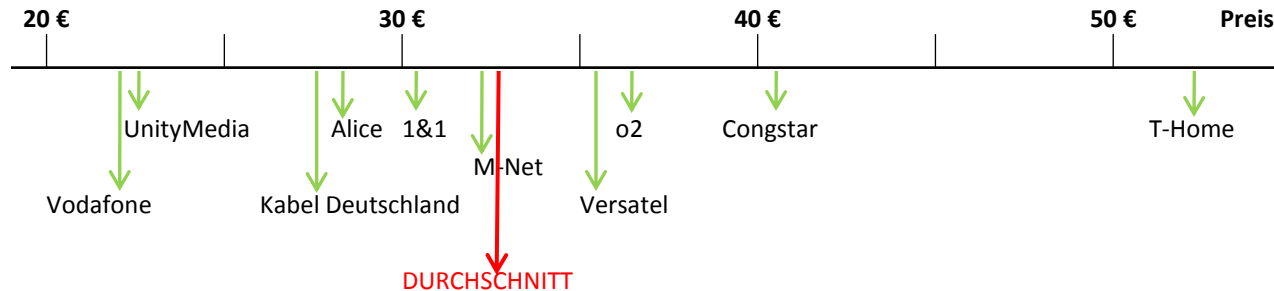 20 € 30 € 40 € 50 € Preis
UnityMedia Alice 1&1 o2 Congstar T-Home
M-Net
Vodafone Kabel Deutschland Versatel
DURCHSCHNITT